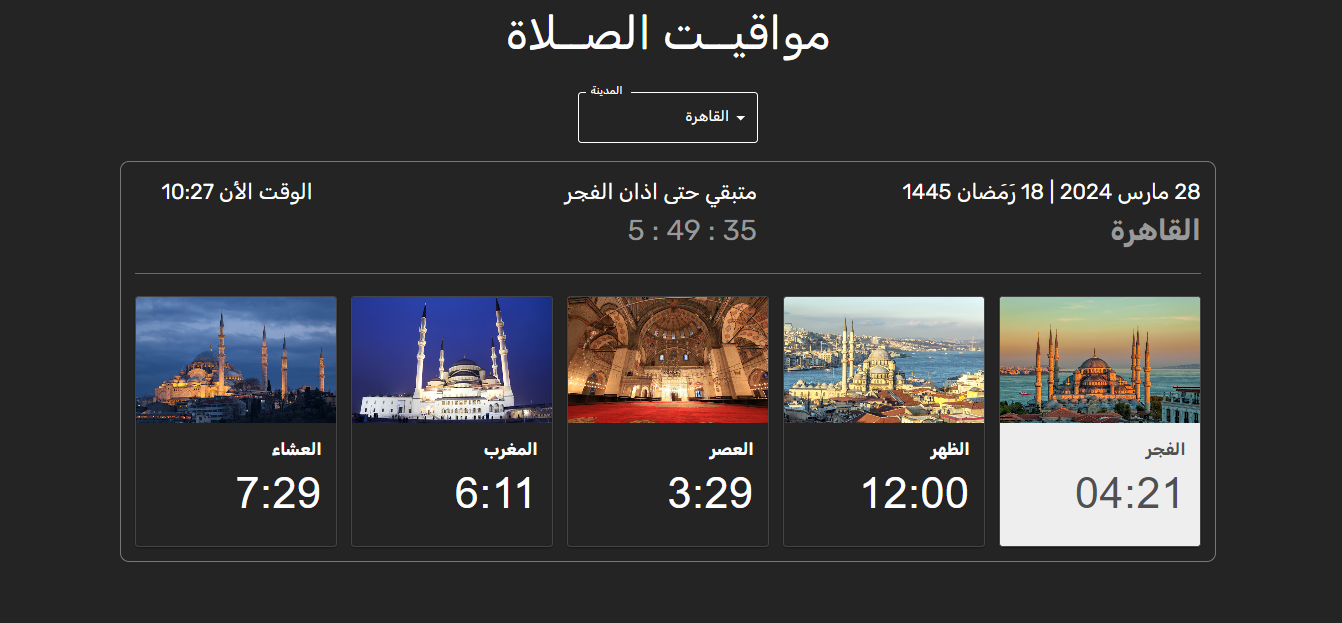 مواقيــت الصــلاة
المدينة
القاهرة
28 مارس 2024 | 18 رَمَضان 1445
القاهرة
متبقي حتى اذان الفجر
5 : 49 : 35
الوقت الأن 10:27
الفجر
04:21
الظهر
12:00
العصر
3:29
المغرب
6:11
العشاء
7:29